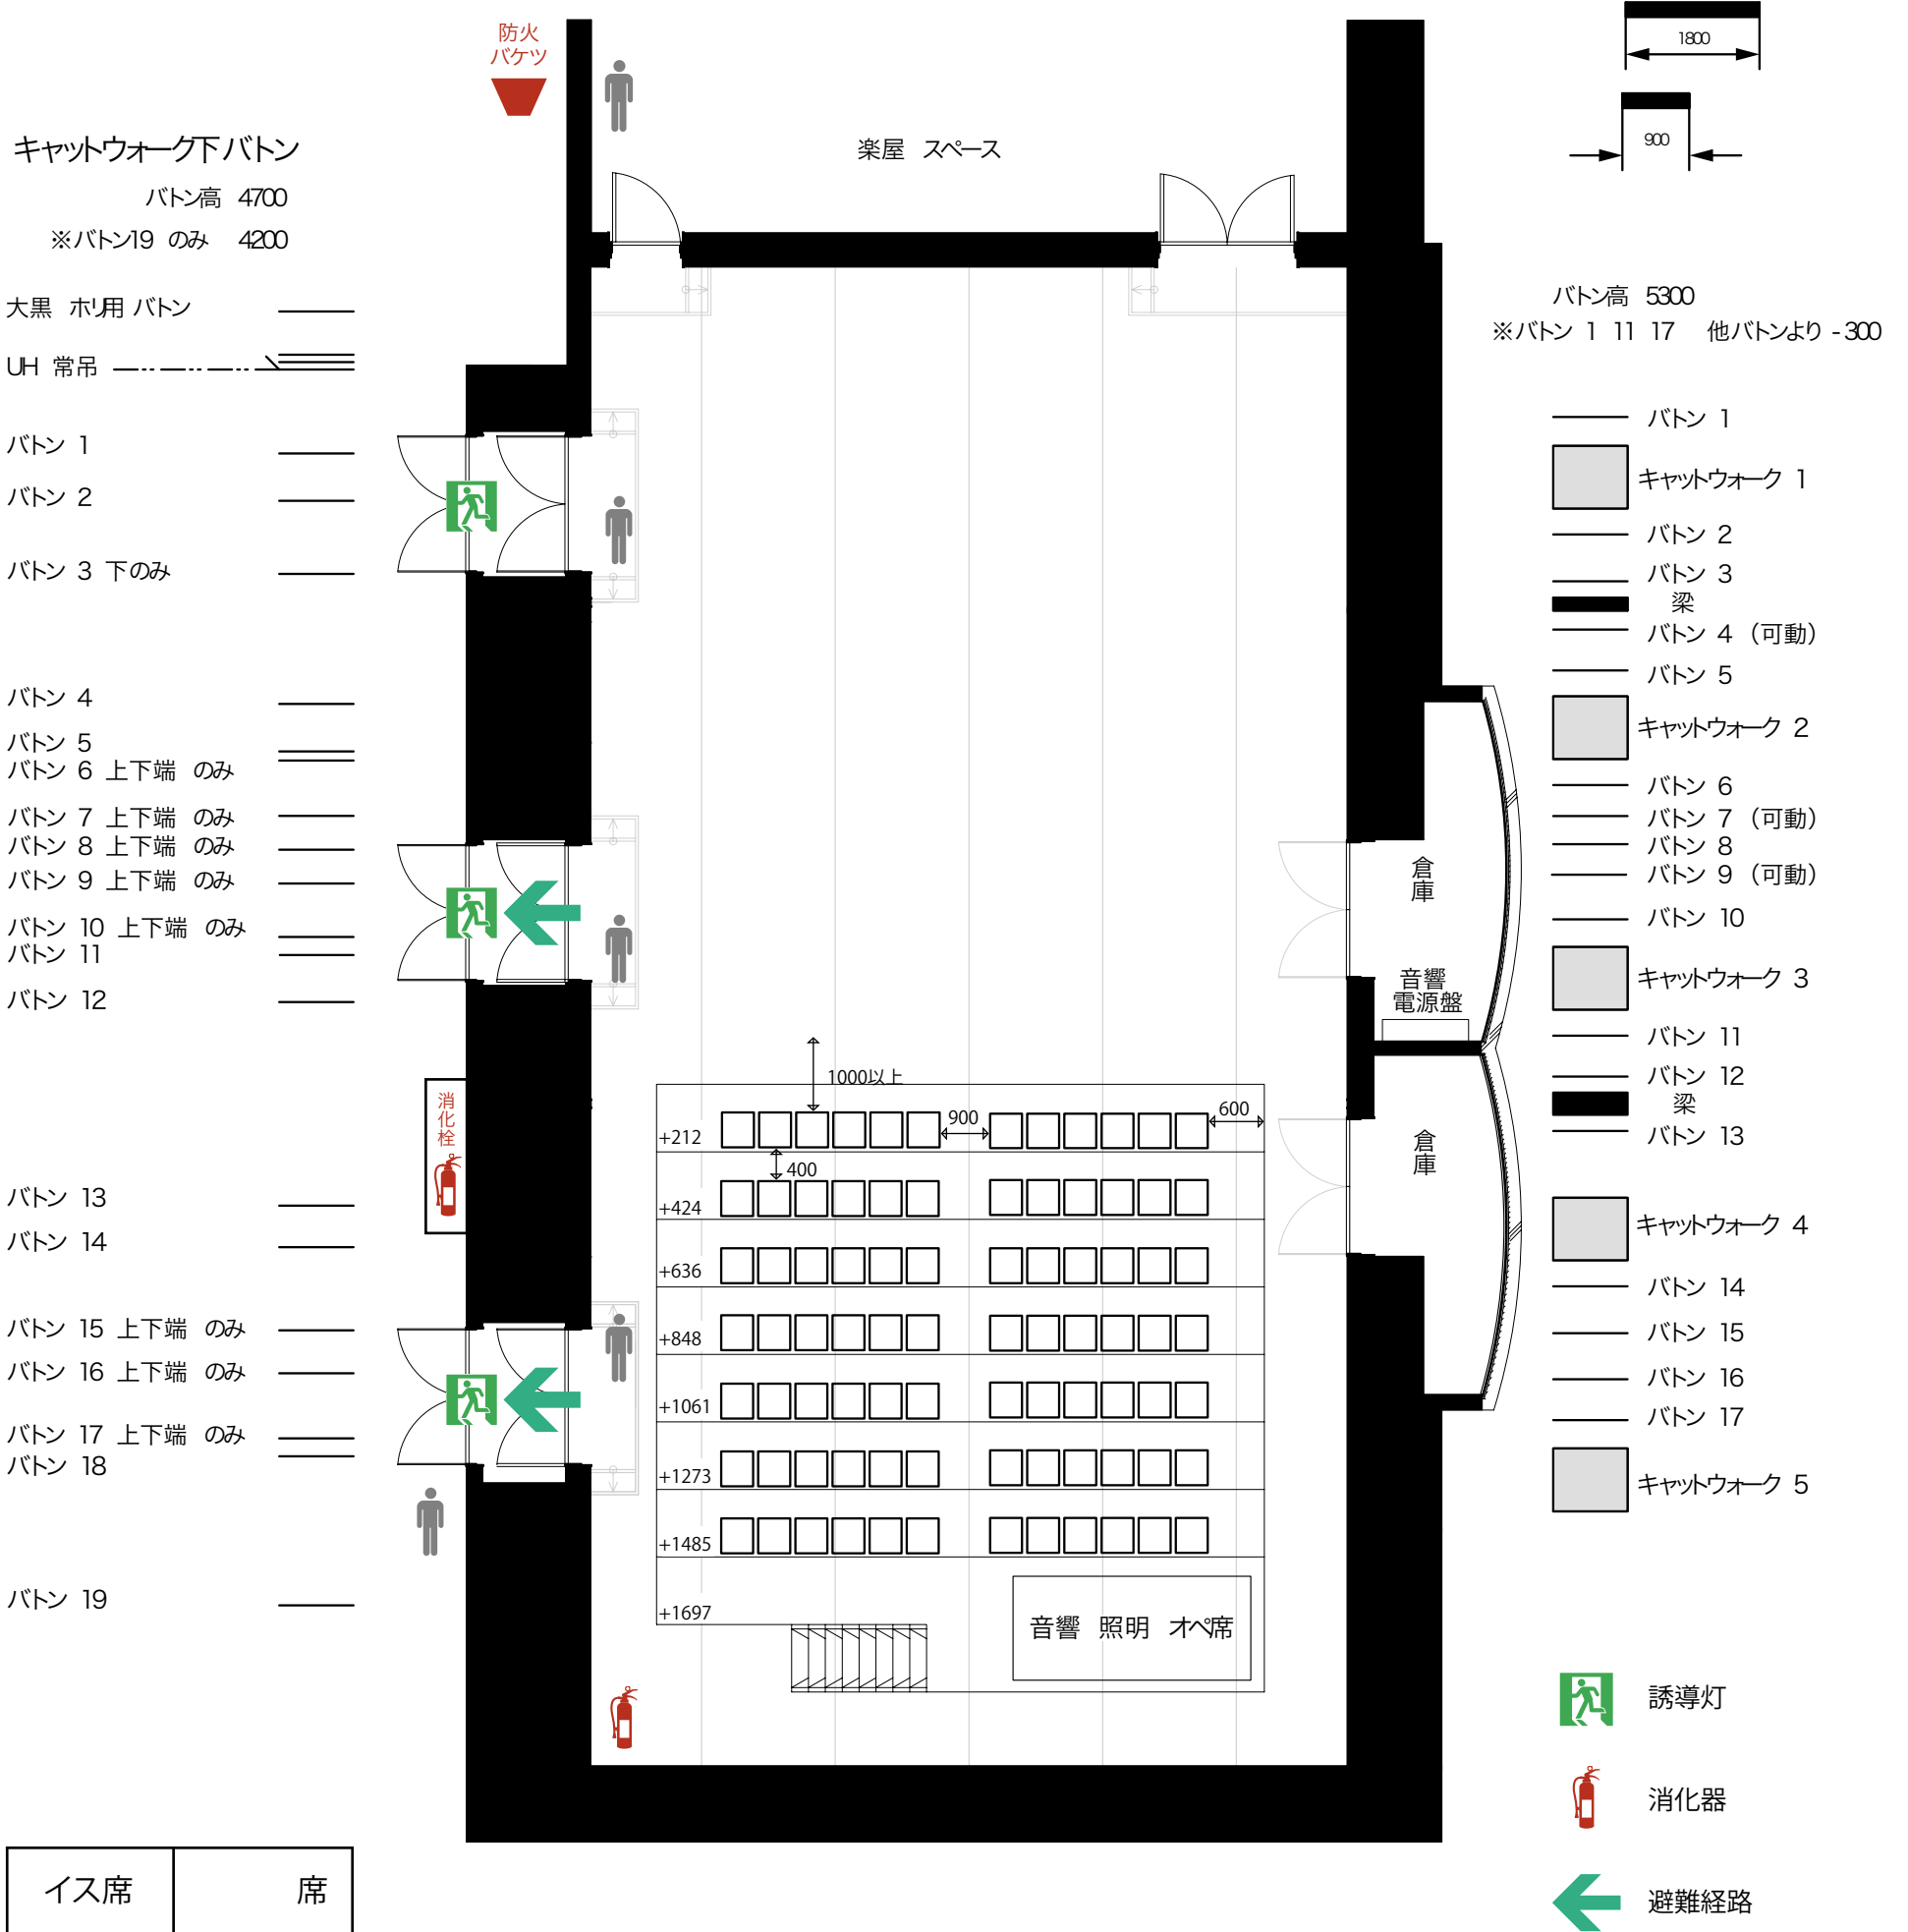 防火
バケツ
1800
900
楽屋 スペース
キャットウォーク下バトン
バトン高 4700
※バトン19 のみ 4200
大黒 ホリ用 バトン
UH 常吊
バトン 1
バトン 2
バトン 3 下のみ
バトン 4
バトン 5
バトン 6 上下端 のみ
バトン 7 上下端 のみ
バトン 8 上下端 のみ
バトン 9 上下端 のみ
バトン 10 上下端 のみ
バトン 11
バトン 12
バトン 13
バトン 14
バトン 15 上下端 のみ
バトン 16 上下端 のみ
バトン 17 上下端 のみ
バトン 18
バトン 19
消化栓
1000以上
900
600
400
+212
+424
+636
+848
+1061
+1273
+1485
+1697
音響 照明 オペ席
倉庫
音響
電源盤
倉庫
バトン高 5300
※バトン 1 11 17 他バトンより -300
バトン 1
キャットウォーク 1
バトン 2
バトン 3
梁
バトン 4 (可動)
バトン 5
キャットウォーク 2
バトン 6
バトン 7 (可動)
バトン 8
バトン 9 (可動)
バトン 10
キャットウォーク 3
バトン 11
バトン 12
梁
バトン 13
キャットウォーク 4
バトン 14
バトン 15
バトン 16
バトン 17
キャットウォーク 5
誘導灯
消化器
避難経路
イス席 席